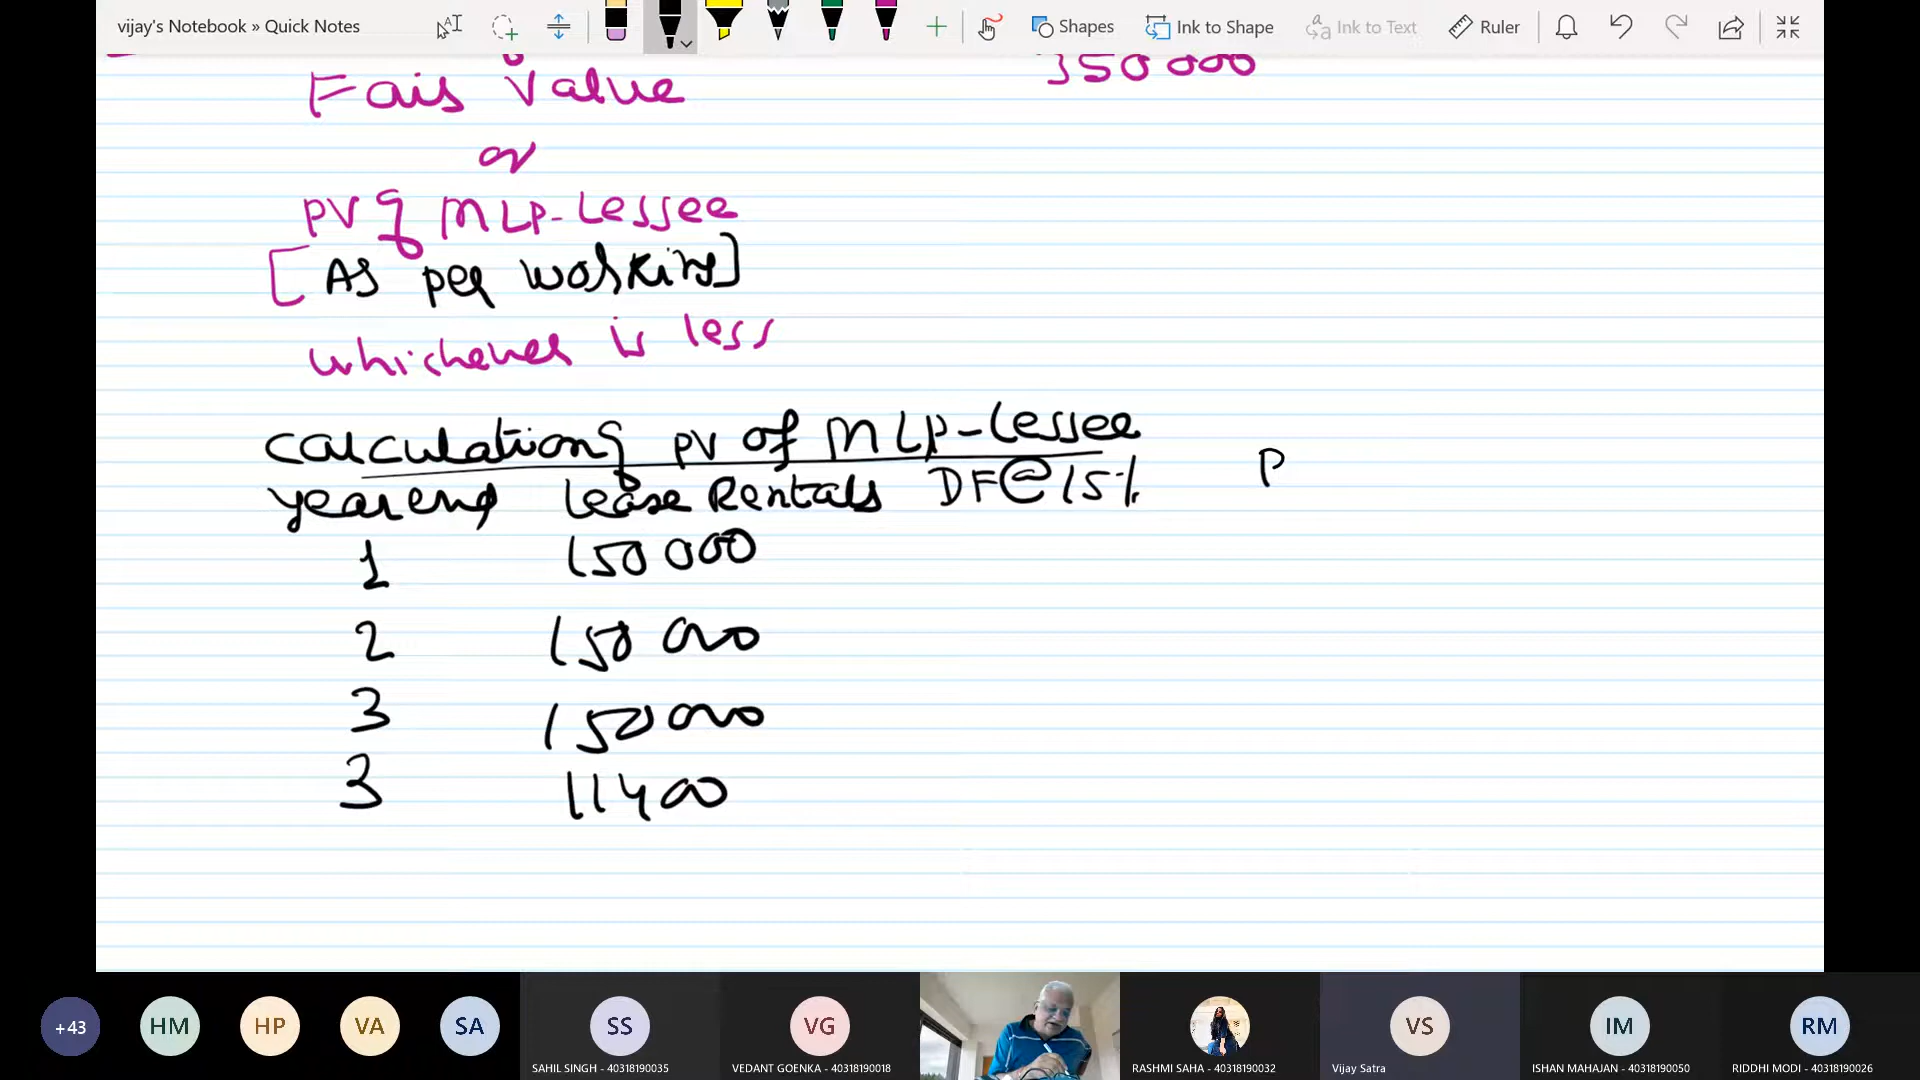 vijay's Notebook » Quick Notes
Shapes
Ink to Shape
Ink to Text
Ruler
350000
Fair Value
or
PV of MLP-Lessee
[As per working]
whichever is less
Calculation of PV of MLP-Lessee
year end Lease Rentals DF@15% P
1 150000
2 150000
3 150000
3 11400
+43 HM HP VA SA SS VG VS IM RM
SAHIL SINGH - 40318190035
VEDANT GOENKA - 40318190018
RASHMI SAHA - 40318190032
Vijay Satra
ISHAN MAHAJAN - 40318190050
RIDDHI MODI - 40318190026